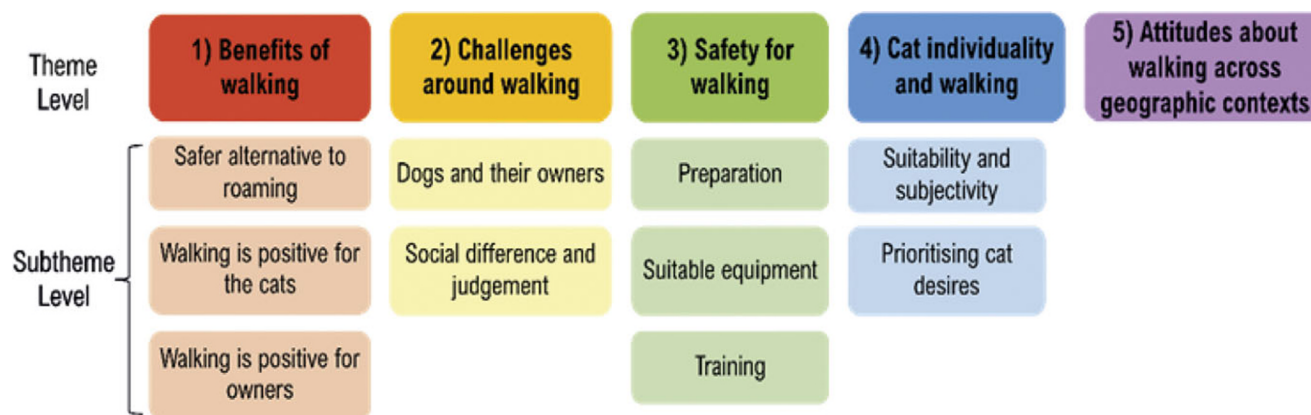 Theme
Level
1) Benefits of
walking
2) Challenges
around walking
3) Safety for
walking
4) Cat individuality
and walking
5) Attitudes about
walking across
geographic contexts
Subtheme
Level
Safer alternative to
roaming
Dogs and their owners
Preparation
Suitability and
subjectivity
Walking is positive for
the cats
Social difference and
judgement
Suitable equipment
Prioritising cat
desires
Walking is positive for
owners
Training